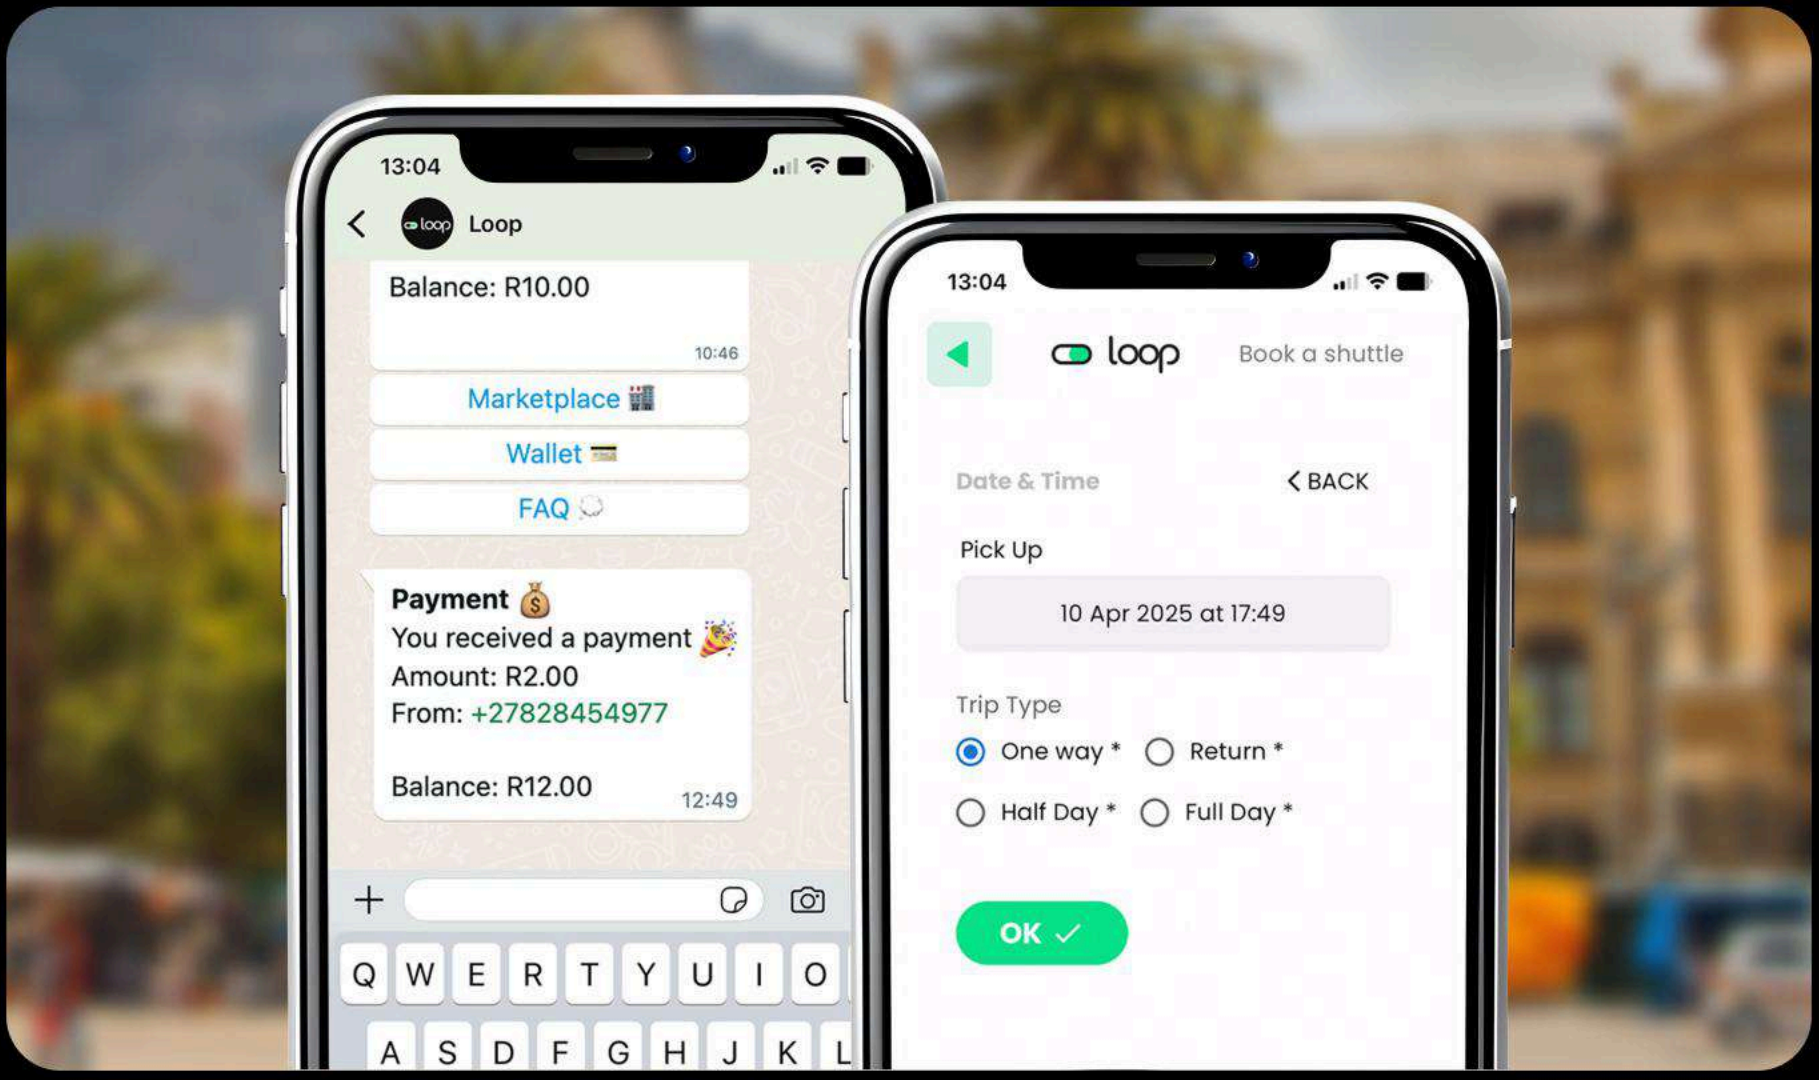 13:04
loop
Loop
Balance: R10.00
10:46
Marketplace 🏬
Wallet 💳
FAQ 💭
Payment 💰
You received a payment 🎉
Amount: R2.00
From: +27828454977
Balance: R12.00
12:49
Q W E R T Y U I O
A S D F G H J K L
13:04
loop
Book a shuttle
Date & Time
BACK
Pick Up
10 Apr 2025 at 17:49
Trip Type
One way * Return *
Half Day * Full Day *
OK ✓